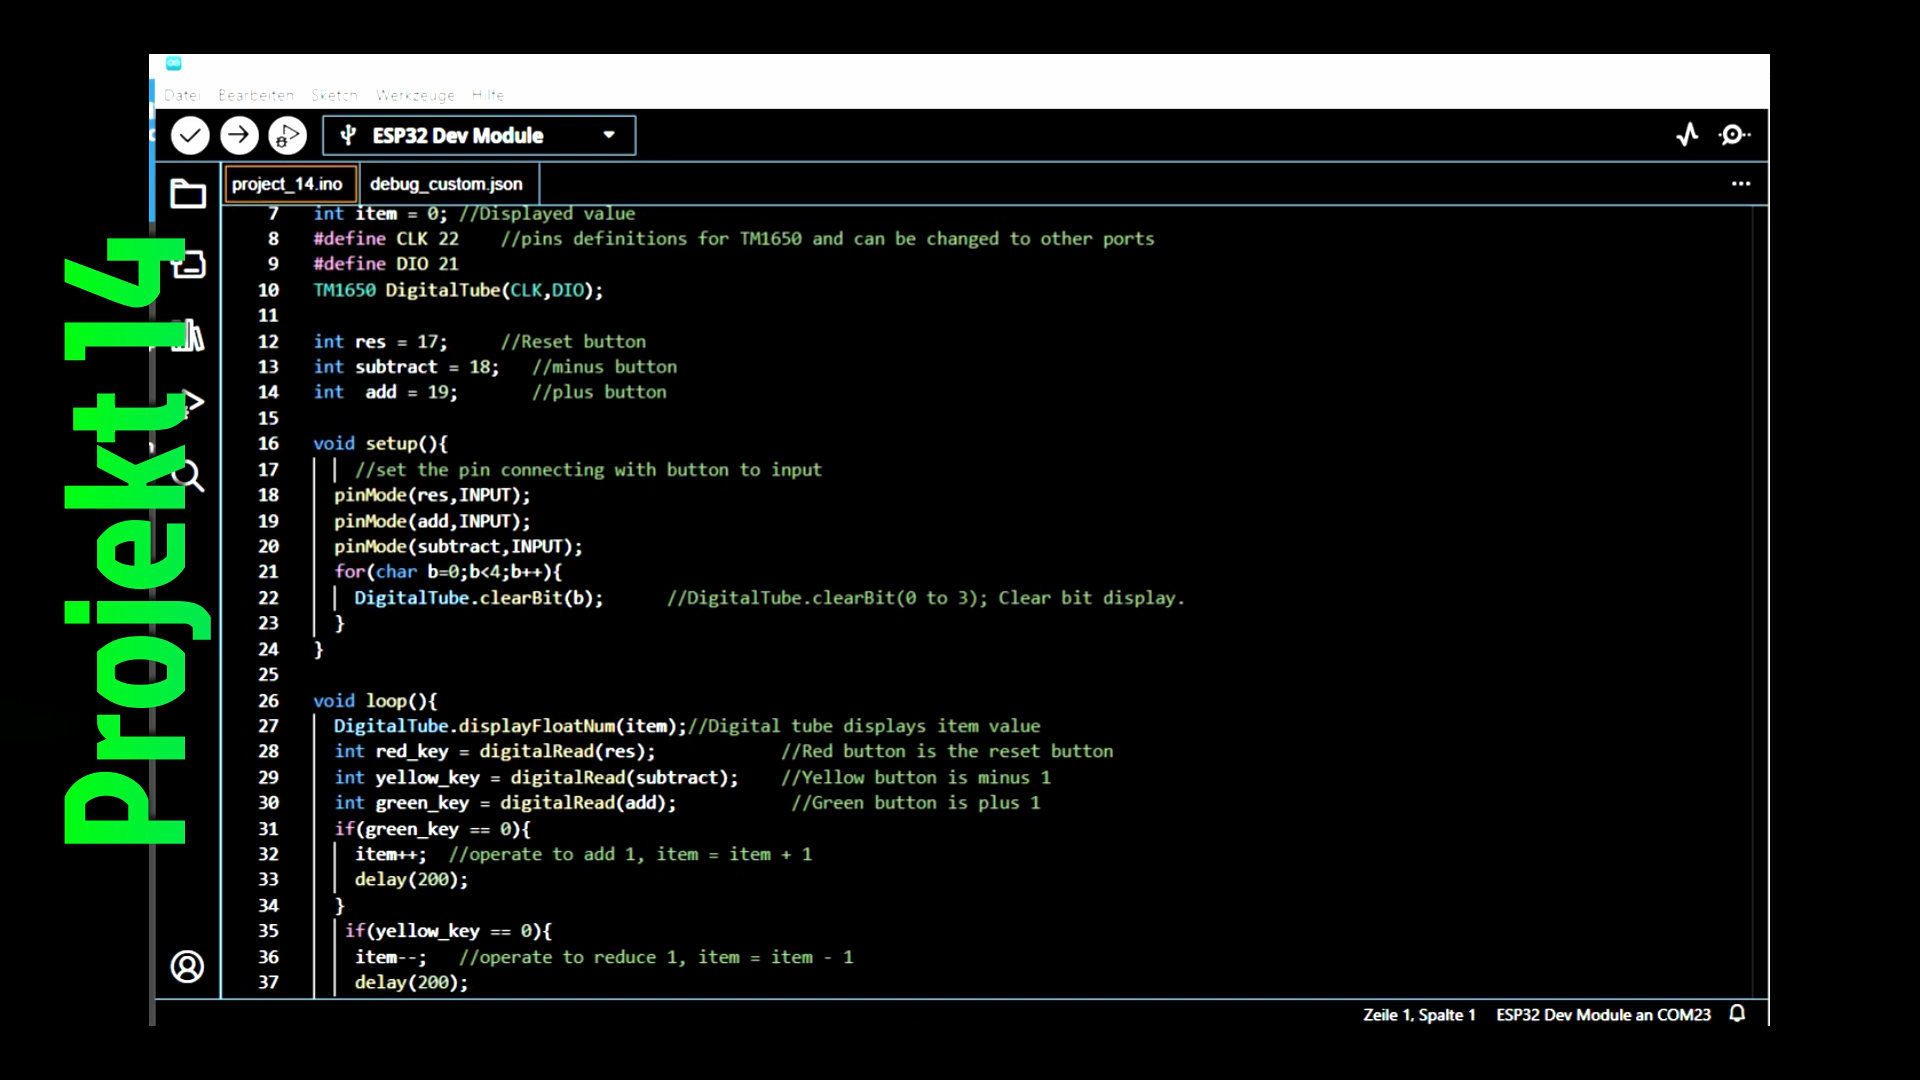 Projekt 14
Datei Bearbeiten Sketch Werkzeuge Hilfe
ESP32 Dev Module
project_14.ino debug_custom.json
7 int item = 0; //Displayed value
8 #define CLK 22 //pins definitions for TM1650 and can be changed to other ports
9 #define DIO 21
10 TM1650 DigitalTube(CLK,DIO);
11
12 int res = 17; //Reset button
13 int subtract = 18; //minus button
14 int add = 19; //plus button
15
16 void setup(){
17 //set the pin connecting with button to input
18 pinMode(res,INPUT);
19 pinMode(add,INPUT);
20 pinMode(subtract,INPUT);
21 for(char b=0;b<4;b++){
22 DigitalTube.clearBit(b); //DigitalTube.clearBit(0 to 3); Clear bit display.
23 }
24 }
25
26 void loop(){
27 DigitalTube.displayFloatNum(item);//Digital tube displays item value
28 int red_key = digitalRead(res); //Red button is the reset button
29 int yellow_key = digitalRead(subtract); //Yellow button is minus 1
30 int green_key = digitalRead(add); //Green button is plus 1
31 if(green_key == 0){
32 item++; //operate to add 1, item = item + 1
33 delay(200);
34 }
35 if(yellow_key == 0){
36 item--; //operate to reduce 1, item = item - 1
37 delay(200);
Zeile 1, Spalte 1 ESP32 Dev Module an COM23